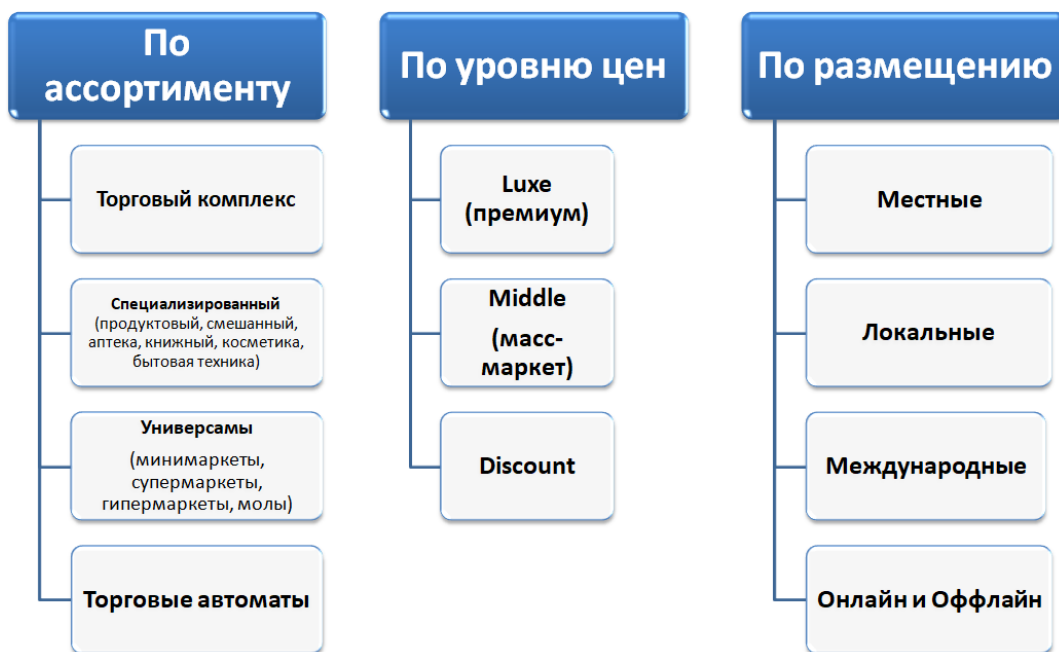 По
ассортименту
Торговый комплекс
Специализированный
(продуктовый, смешанный,
аптека, книжный, косметика,
бытовая техника)
Универсамы
(минимаркеты,
супермаркеты,
гипермаркеты, молы)
Торговые автоматы
По уровню цен
Luxe
(премиум)
Middle
(масс-
маркет)
Discount
По размещению
Местные
Локальные
Международные
Онлайн и Оффлайн